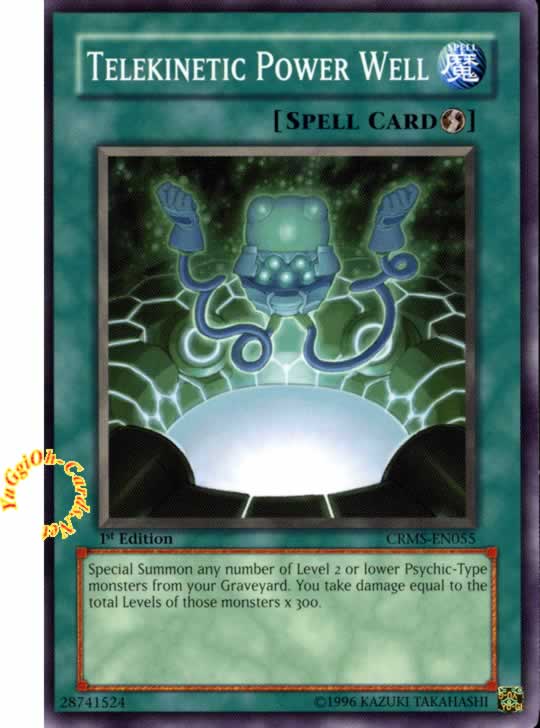 TELEKINETIC POWER WELL
SPELL
魔
[SPELL CARD]
YuGgiOh-Cards.Net
1st Edition
CRMS-EN055
Special Summon any number of Level 2 or lower Psychic-Type
monsters from your Graveyard. You take damage equal to the
total Levels of those monsters x 300.
28741524
©1996 KAZUKI TAKAHASHI